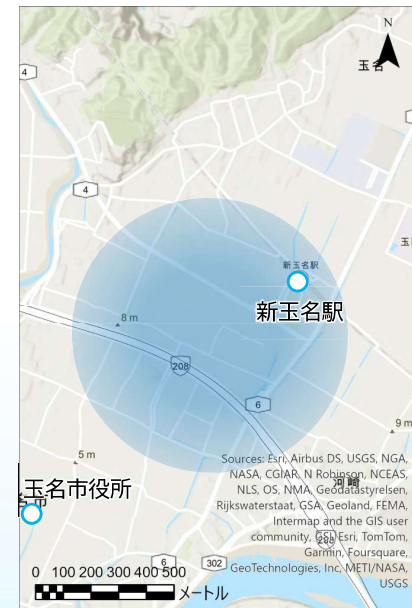 N
玉名
4
4
新玉名駅
新玉名駅
8 m
208
6
9 m
5 m
玉名市役所
Sources: Esri, Airbus DS, USGS, NGA,
NASA, CGIAR, N Robinson, NCEAS,
NLS, OS, NMA, Geodatastyrelsen,
Rijkswaterstaat, GSA, Geoland, FEMA,
Intermap and the GIS user
community, GSI, Esri, TomTom,
Garmin, Foursquare,
GeoTechnologies, Inc, METI/NASA,
USGS
河崎
208
6
302
0 100 200 300 400 500
メートル